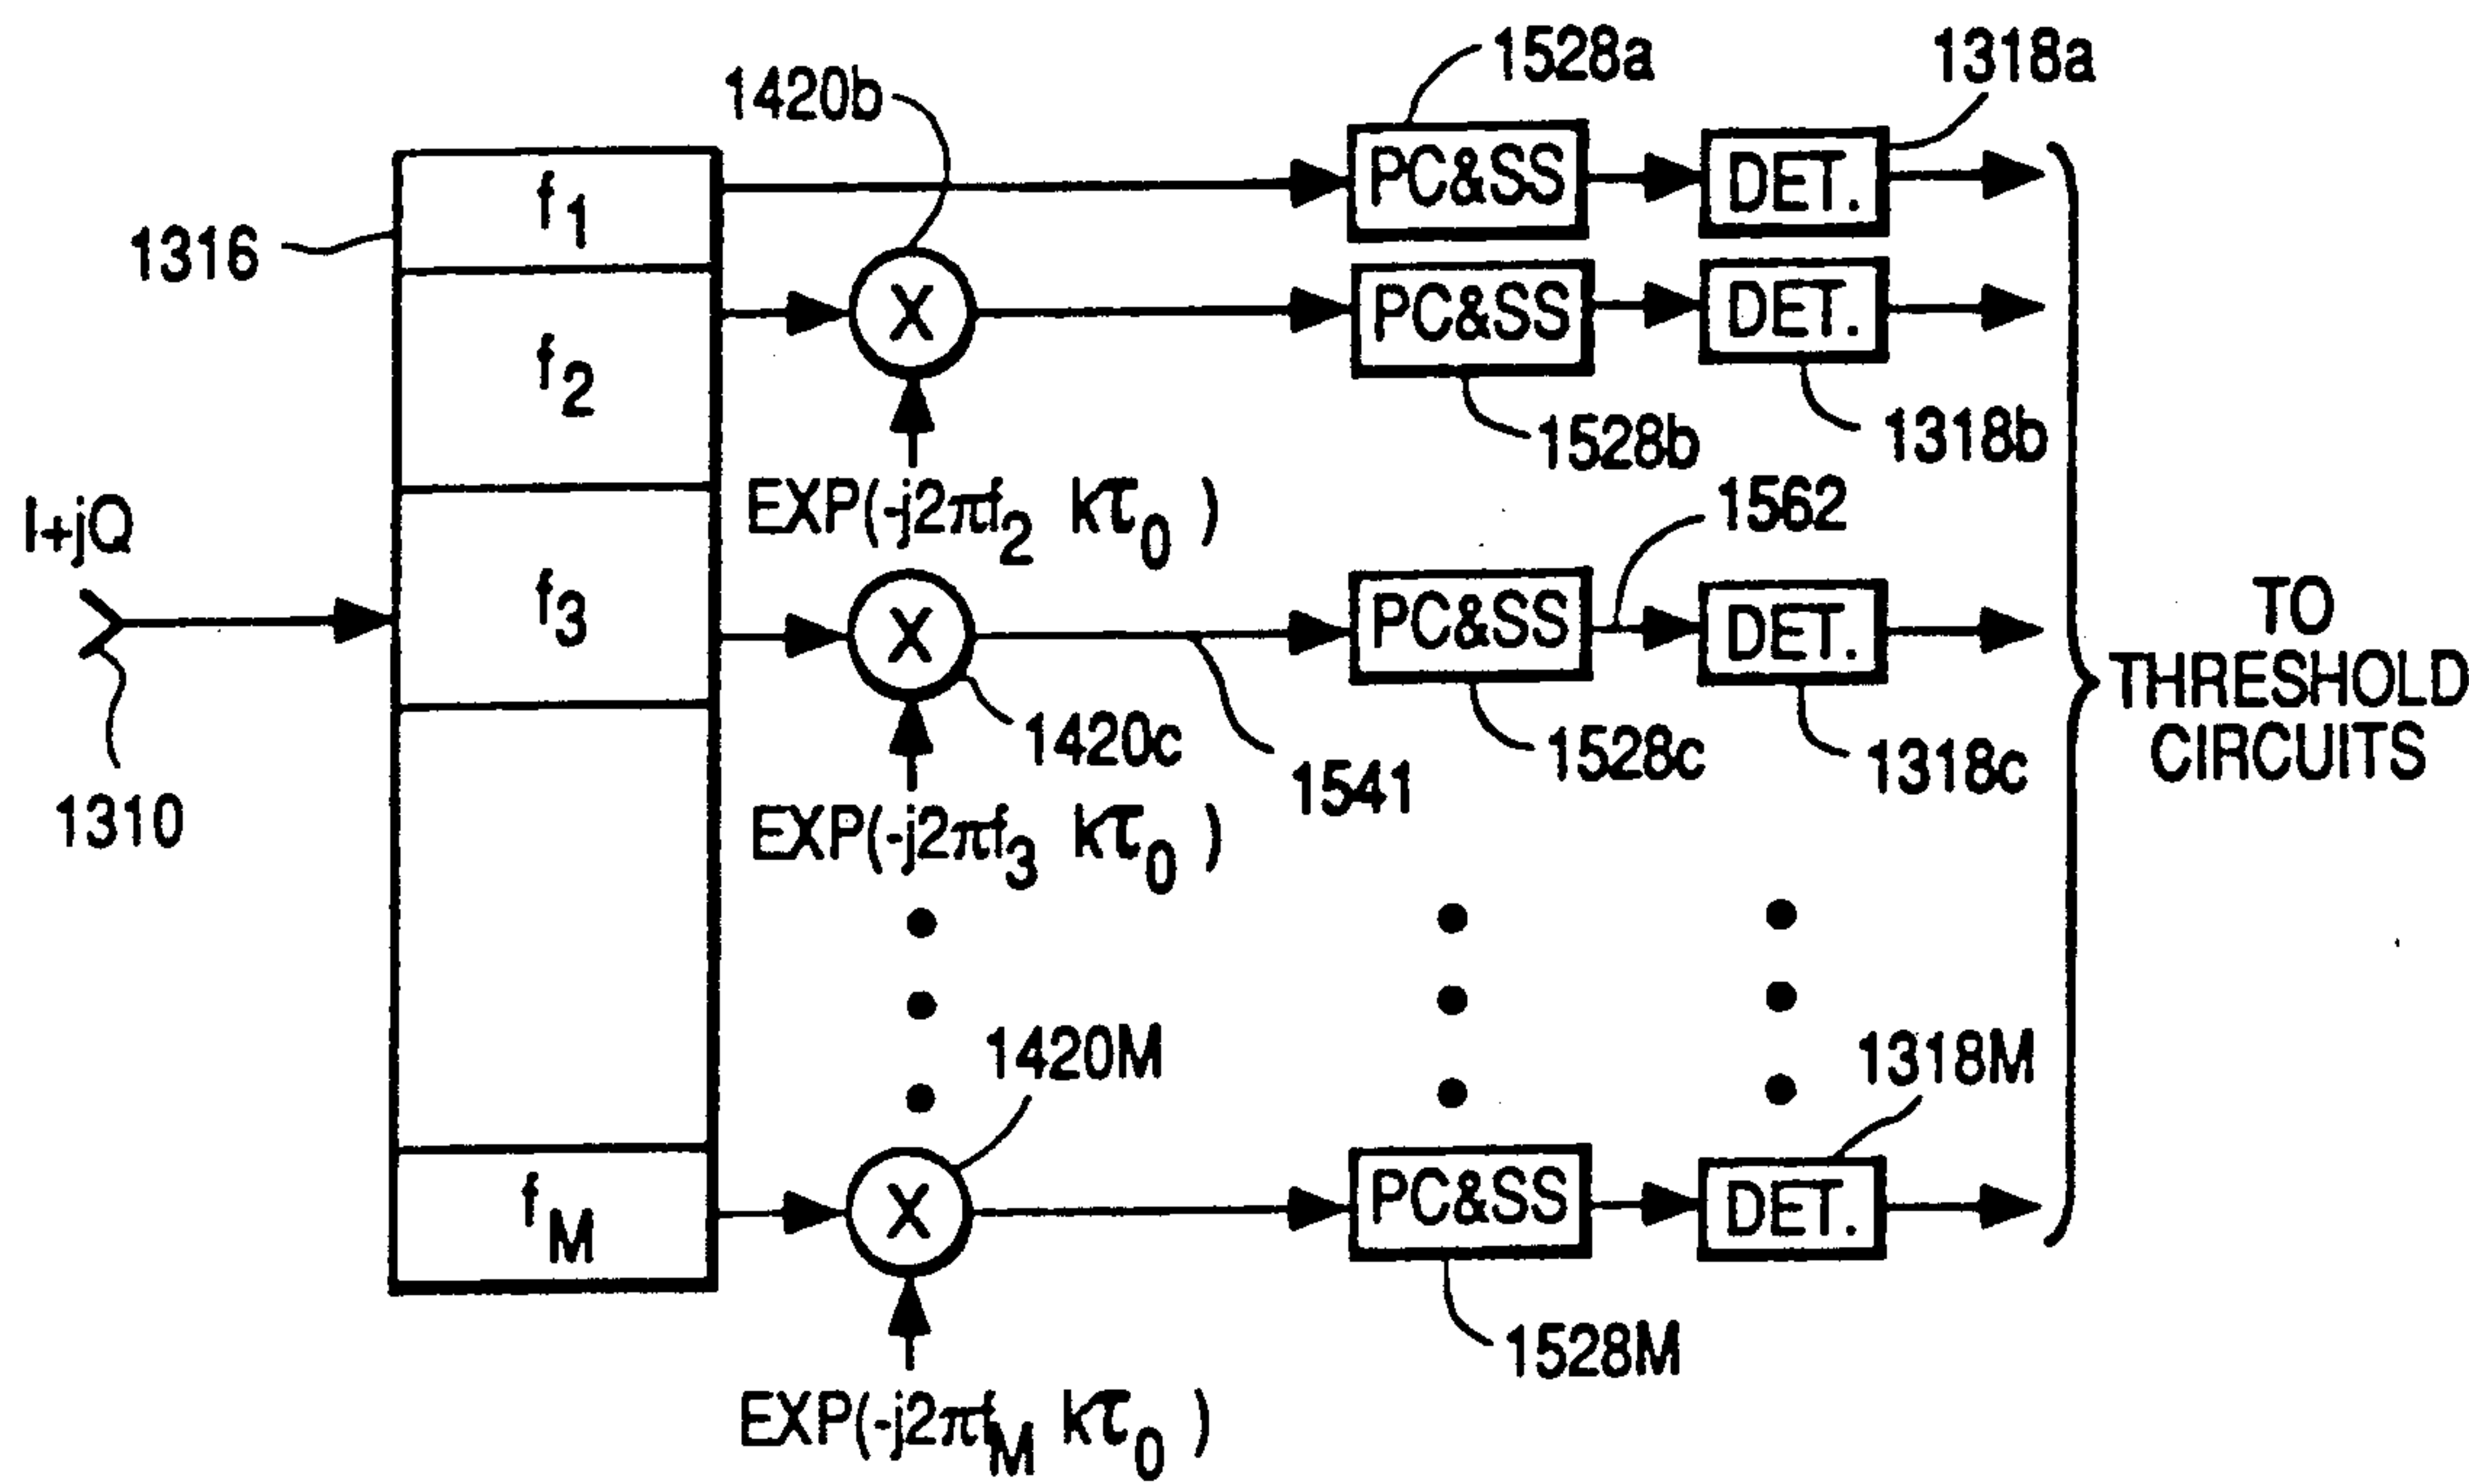 1528a
1318a
1420b
f1
PC&SS
DET.
1316
f2
X
PC&SS
DET.
1528b
1318b
I+jQ
EXP(-j2πf2 kτ0 )
1562
f3
X
PC&SS
DET.
TO
THRESHOLD
CIRCUITS
1310
1420c
1541
1528c
1318c
EXP(-j2πf3 kτ0 )
1420M
1318M
fM
X
PC&SS
DET.
1528M
EXP(-j2πfM kτ0 )